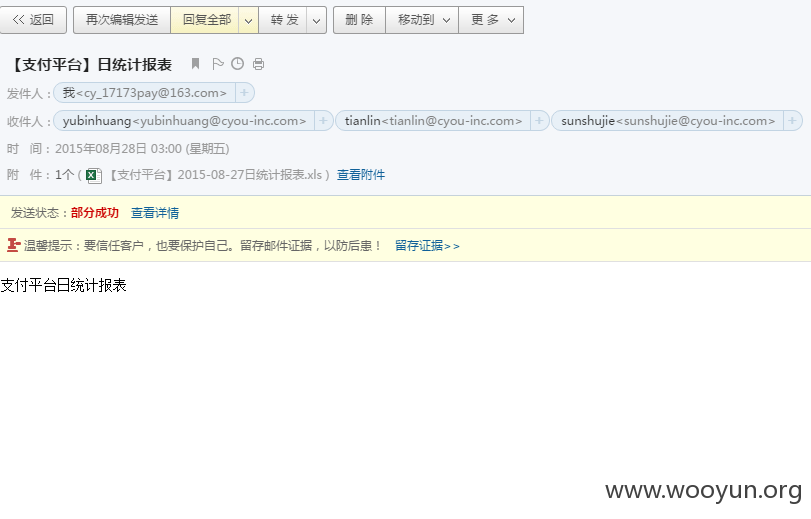 << 返回 再次编辑发送 回复全部 转 发 删 除 移动到 更 多
【支付平台】日统计报表
发件人：我<cy_17173pay@163.com> +
收件人：yubinhuang<yubinhuang@cyou-inc.com> + tianlin<tianlin@cyou-inc.com> + sunshujie<sunshujie@cyou-inc.com> +
时 间：2015年08月28日 03:00 (星期五)
附 件：1个 ( 【支付平台】2015-08-27日统计报表.xls ) 查看附件
发送状态：部分成功 查看详情
温馨提示：要信任客户，也要保护自己。留存邮件证据，以防后患！ 留存证据>>
支付平台日统计报表
www.wooyun.org